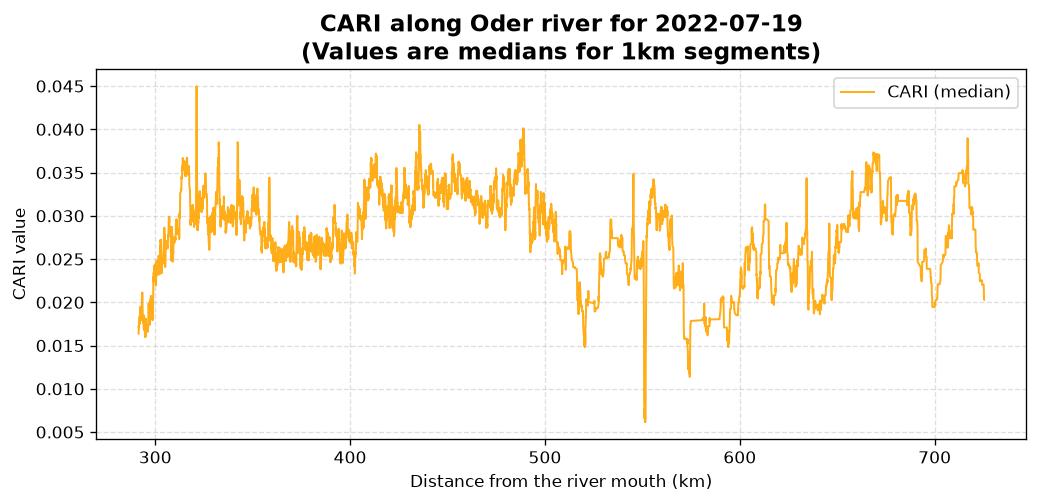 CARI along Oder river for 2022-07-19
(Values are medians for 1km segments)
CARI (median)
CARI value
0.045
0.040
0.035
0.030
0.025
0.020
0.015
0.010
0.005
300 400 500 600 700
Distance from the river mouth (km)